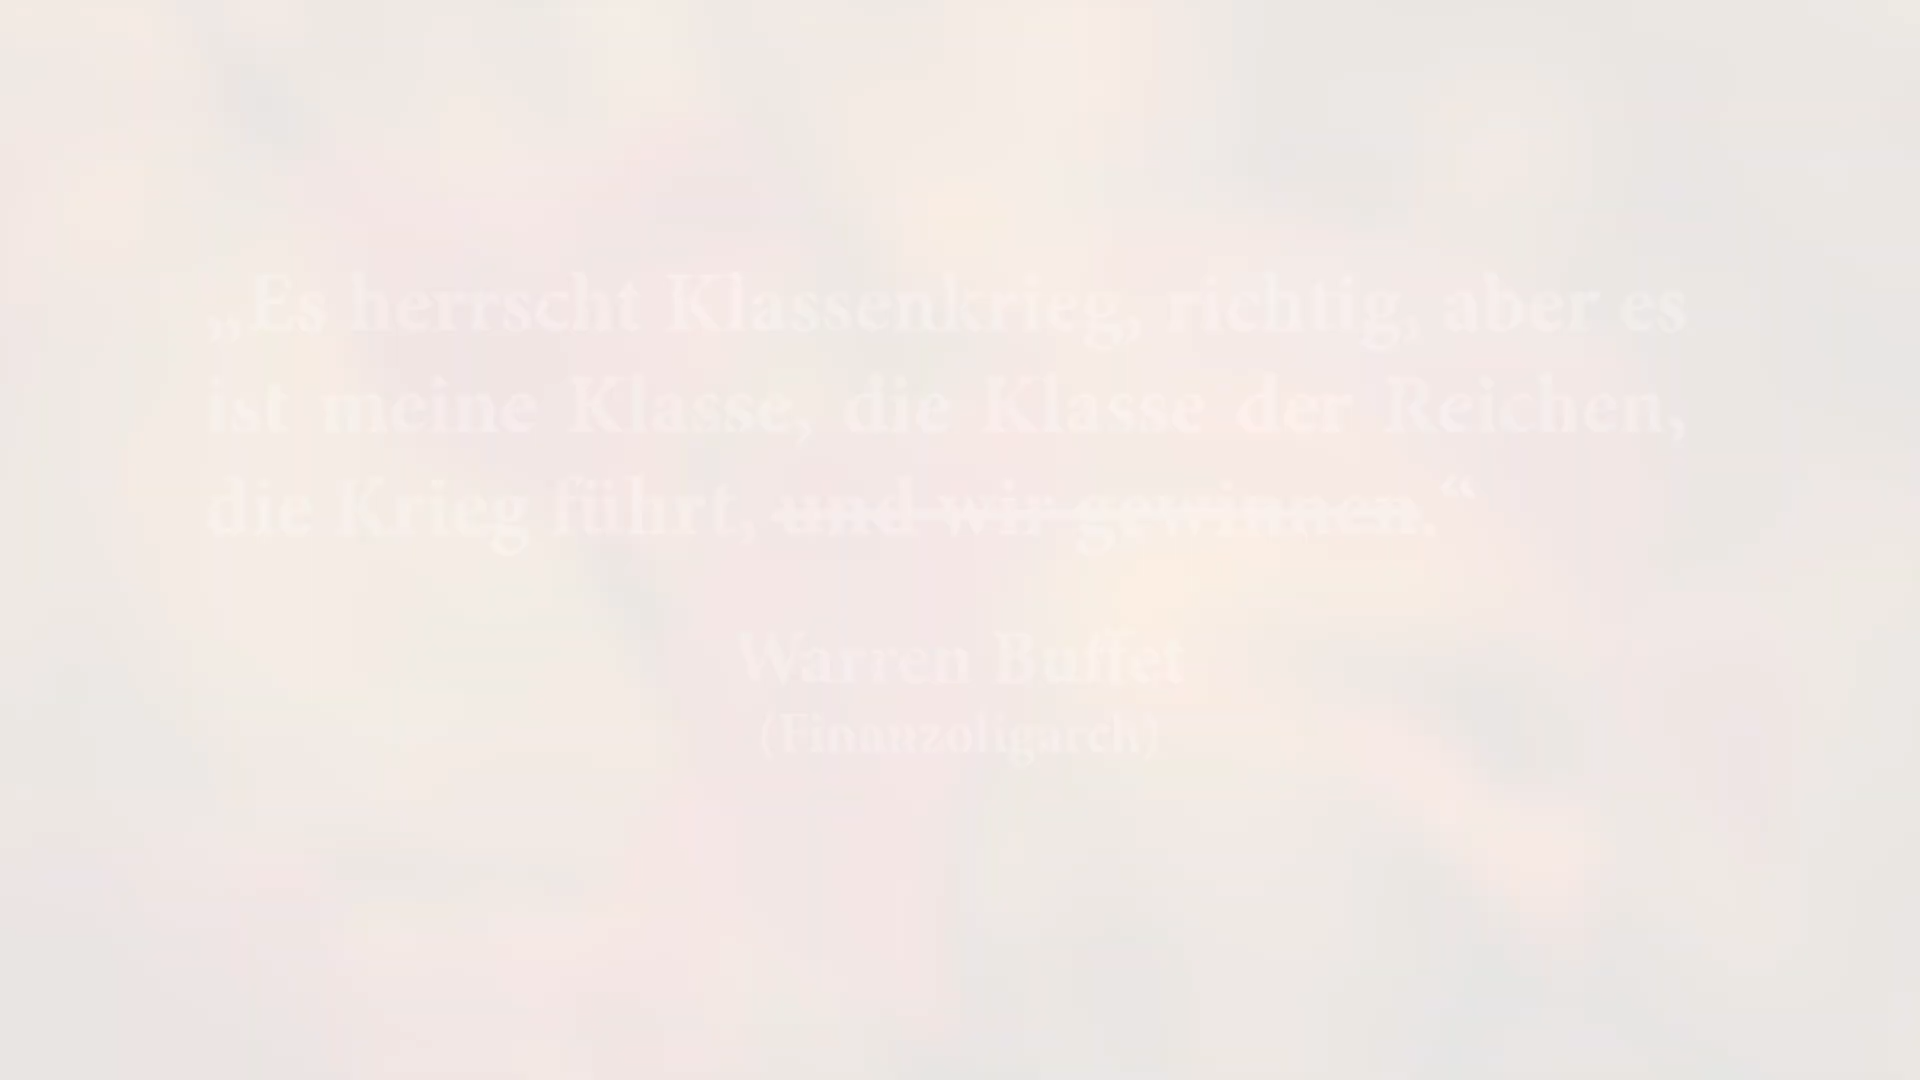 „Es herrscht Klassenkrieg, richtig, aber es
ist meine Klasse, die Klasse der Reichen,
die Krieg führt, und wir gewinnen.“
Warren Buffet
(Finanzoligarch)